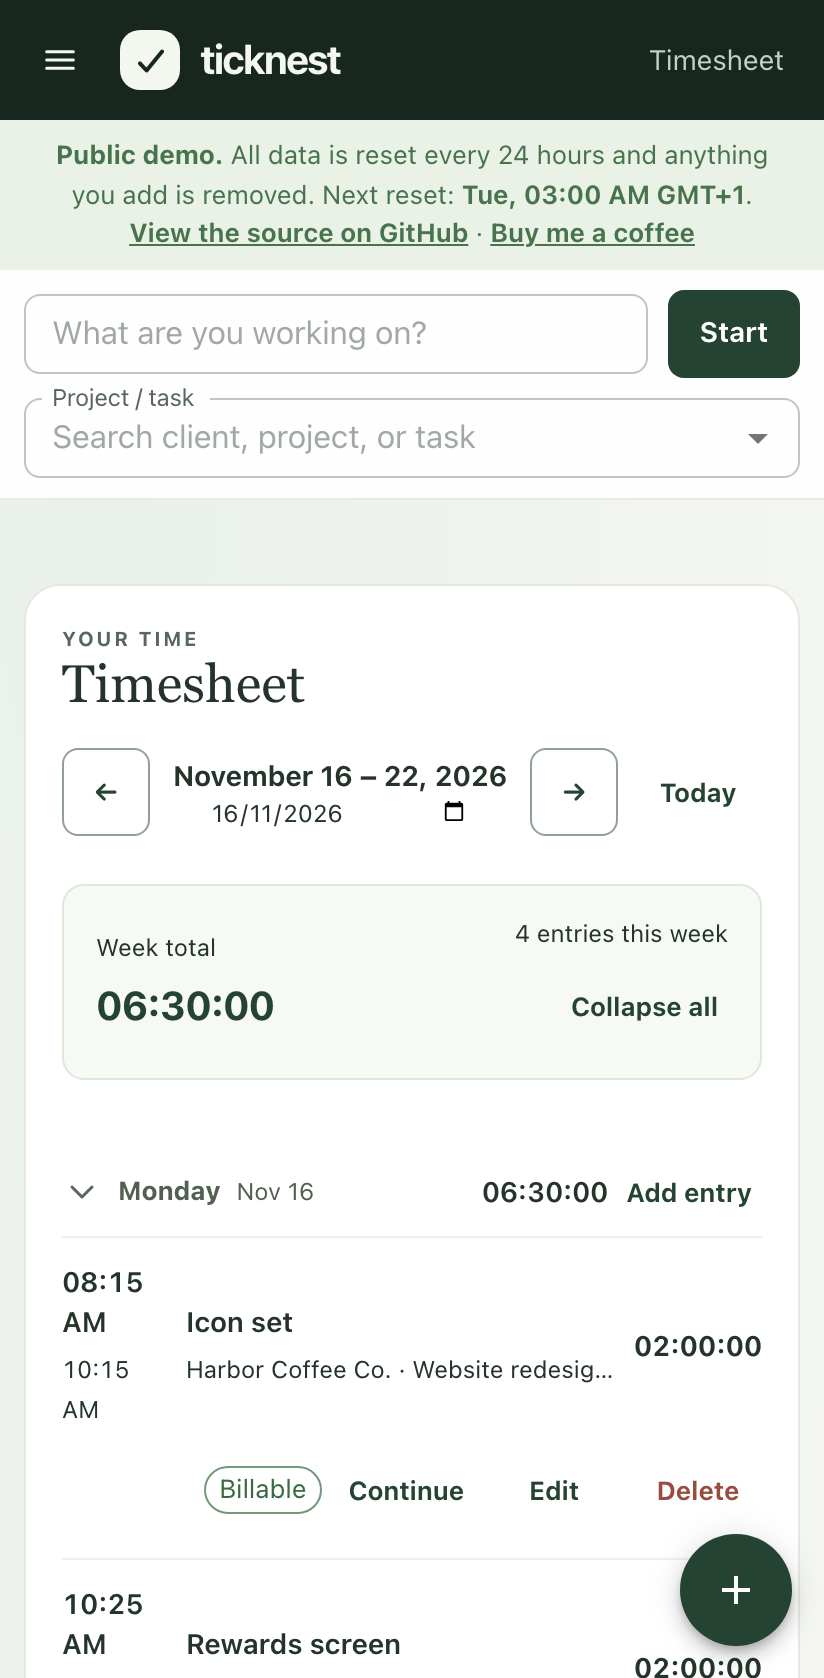 ticknest
Timesheet
Public demo. All data is reset every 24 hours and anything
you add is removed. Next reset: Tue, 03:00 AM GMT+1.
View the source on GitHub · Buy me a coffee
What are you working on?
Start
Project / task
Search client, project, or task
YOUR TIME
Timesheet
November 16 – 22, 2026
16/11/2026
Today
Week total
4 entries this week
06:30:00
Collapse all
Monday Nov 16
06:30:00
Add entry
08:15
AM
10:15
AM
Icon set
Harbor Coffee Co. · Website redesig...
02:00:00
Billable
Continue
Edit
Delete
10:25
AM
Rewards screen
02:00:00